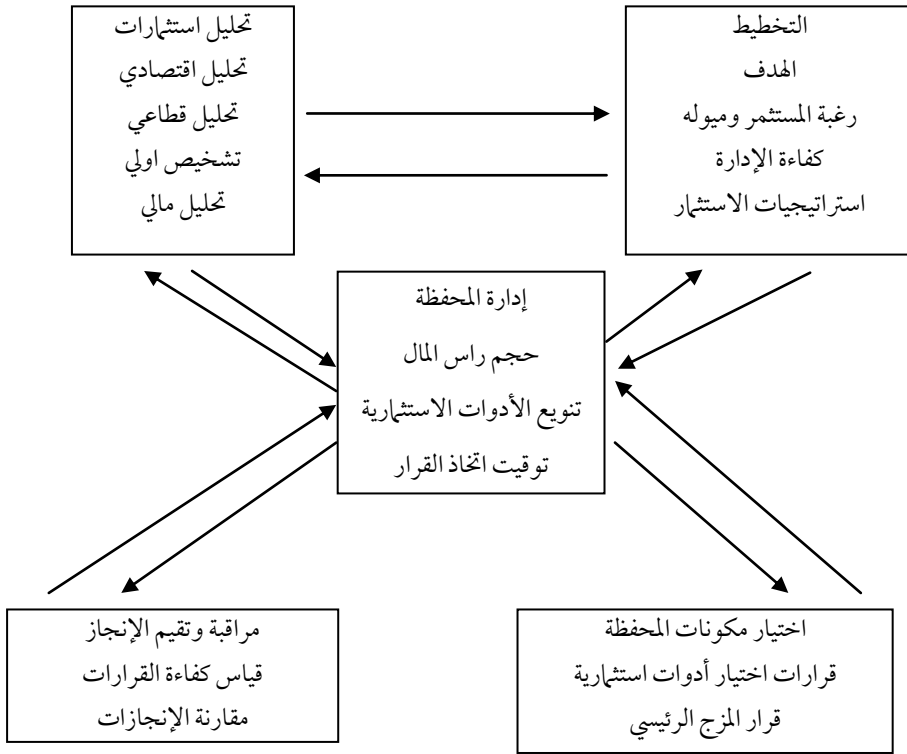 التخطيط
الهدف
رغبة المستثمر وميوله
كفاءة الإدارة
استراتيجيات الاستثمار
تحليل استثمارات
تحليل اقتصادي
تحليل قطاعي
تشخيص اولي
تحليل مالي
إدارة المحفظة
حجم راس المال
تنويع الأدوات الاستثمارية
توقيت اتخاذ القرار
اختيار مكونات المحفظة
قرارات اختيار أدوات استثمارية
قرار المزج الرئيسي
مراقبة وتقيم الإنجاز
قياس كفاءة القرارات
مقارنة الإنجازات